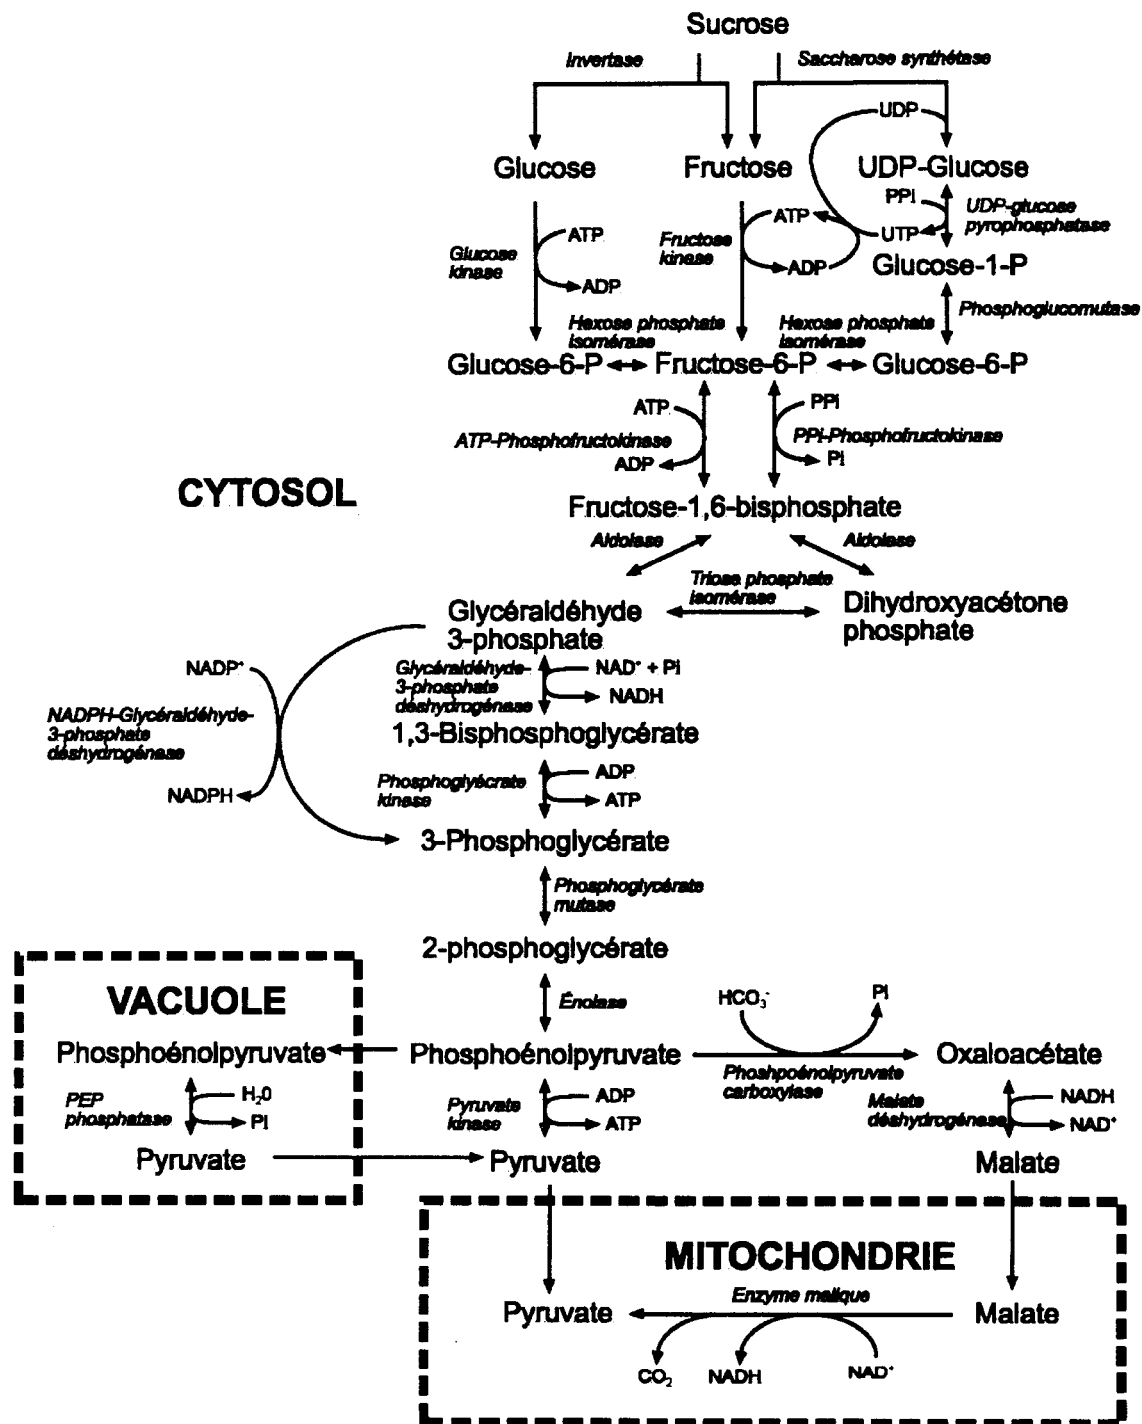 Sucrose
Invertase
Saccharose synthétase
UDP
Glucose
Fructose
UDP-Glucose
PPi
UDP-glucose
pyrophosphatase
ATP
ATP
UTP
Glucose
kinase
Fructose
kinase
ADP
ADP
Glucose-1-P
Phosphoglucomutase
Hexose phosphate
isomérase
Hexose phosphate
isomérase
Glucose-6-P
Fructose-6-P
Glucose-6-P
ATP
PPi
ATP-Phosphofructokinase
PPi-Phosphofructokinase
ADP
Pi
CYTOSOL
Fructose-1,6-bisphosphate
Aldolase
Aldolase
Triose phosphate
isomérase
Glycéraldéhyde
3-phosphate
Dihydroxyacétone
phosphate
NADP⁺
Glycéraldéhyde-
3-phosphate
déshydrogénase
NAD⁺ + Pi
NADH
NADPH-Glycéraldéhyde-
3-phosphate
déshydrogénase
1,3-Bisphosphoglycérate
NADPH
Phosphoglyécrate
kinase
ADP
ATP
3-Phosphoglycérate
Phosphoglycérate
mutase
2-phosphoglycérate
VACUOLE
Énolase
HCO₃⁻
Pi
Phosphoénolpyruvate
Phosphoénolpyruvate
Oxaloacétate
Phoshpoénolpyruvate
carboxylase
PEP
phosphatase
H₂0
Pi
Pyruvate
kinase
ADP
ATP
Malate
déshydrogénase
NADH
NAD⁺
Pyruvate
Pyruvate
Malate
MITOCHONDRIE
Enzyme malique
Pyruvate
Malate
CO₂
NADH
NAD⁺